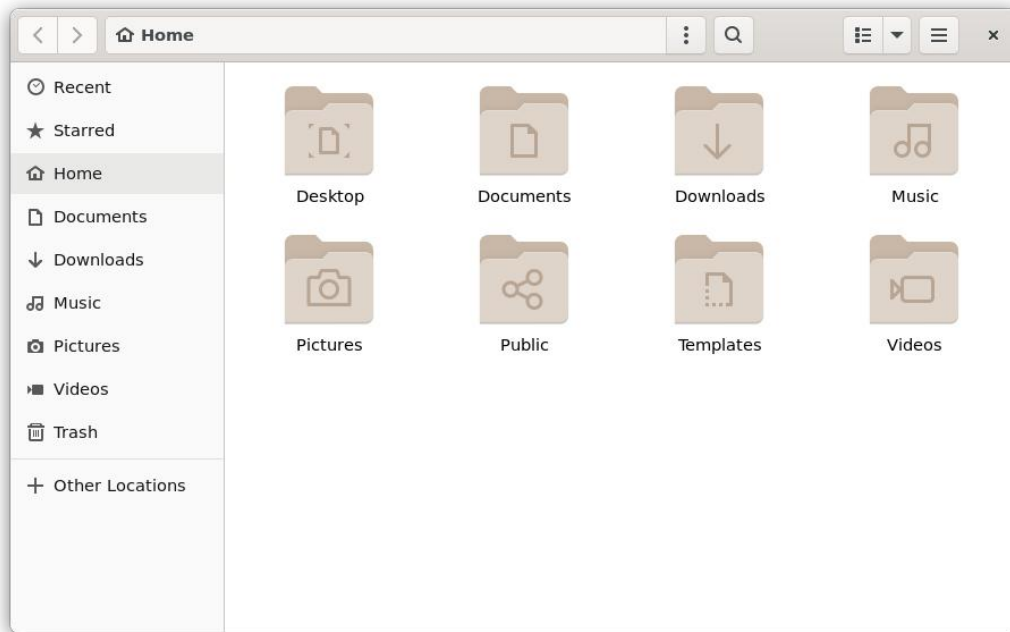 Home
Recent
Starred
Home
Documents
Downloads
Music
Pictures
Videos
Trash
Other Locations
Desktop Documents Downloads Music
Pictures Public Templates Videos